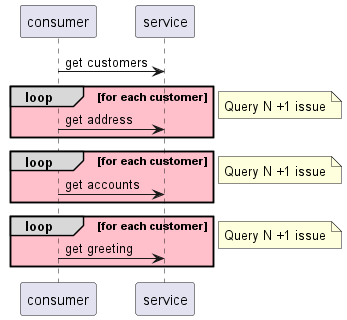 consumer
service
get customers
loop
[for each customer]
Query N +1 issue
get address
loop
[for each customer]
Query N +1 issue
get accounts
loop
[for each customer]
Query N +1 issue
get greeting
consumer
service